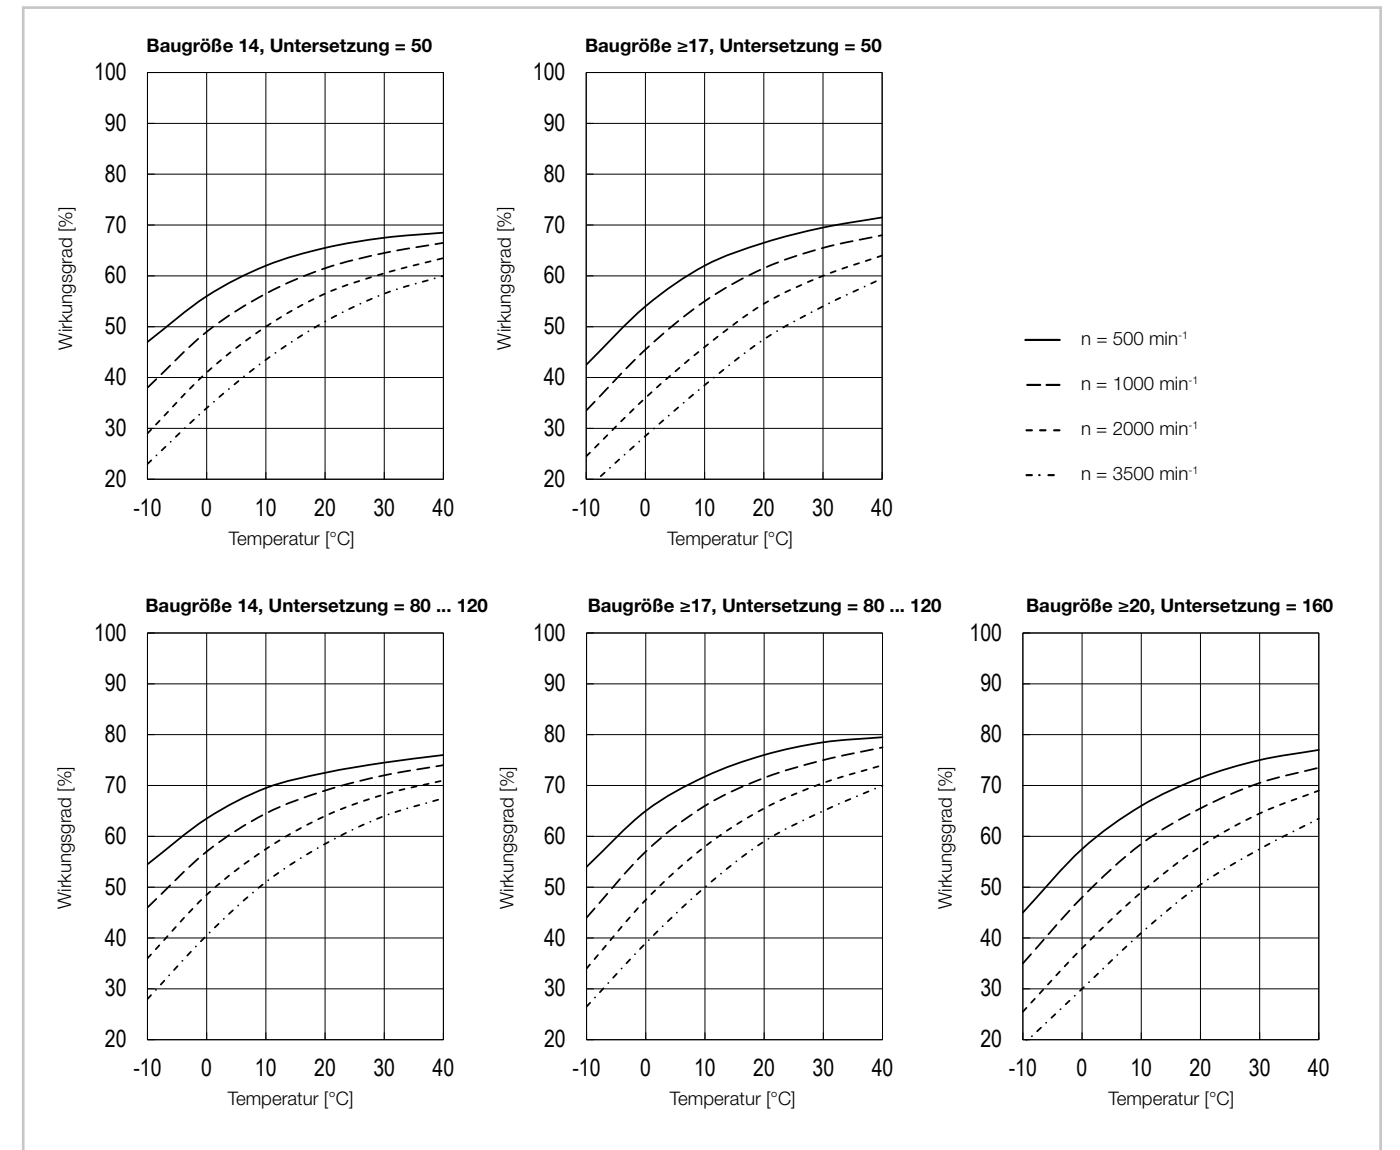 Baugröße 14, Untersetzung = 50
100
90
80
70
60
50
40
30
20
Wirkungsgrad [%]
-10 0 10 20 30 40
Temperatur [°C]
Baugröße ≥17, Untersetzung = 50
100
90
80
70
60
50
40
30
20
Wirkungsgrad [%]
-10 0 10 20 30 40
Temperatur [°C]
n = 500 min-1
n = 1000 min-1
n = 2000 min-1
n = 3500 min-1
Baugröße 14, Untersetzung = 80 ... 120
100
90
80
70
60
50
40
30
20
Wirkungsgrad [%]
-10 0 10 20 30 40
Temperatur [°C]
Baugröße ≥17, Untersetzung = 80 ... 120
100
90
80
70
60
50
40
30
20
Wirkungsgrad [%]
-10 0 10 20 30 40
Temperatur [°C]
Baugröße ≥20, Untersetzung = 160
100
90
80
70
60
50
40
30
20
Wirkungsgrad [%]
-10 0 10 20 30 40
Temperatur [°C]